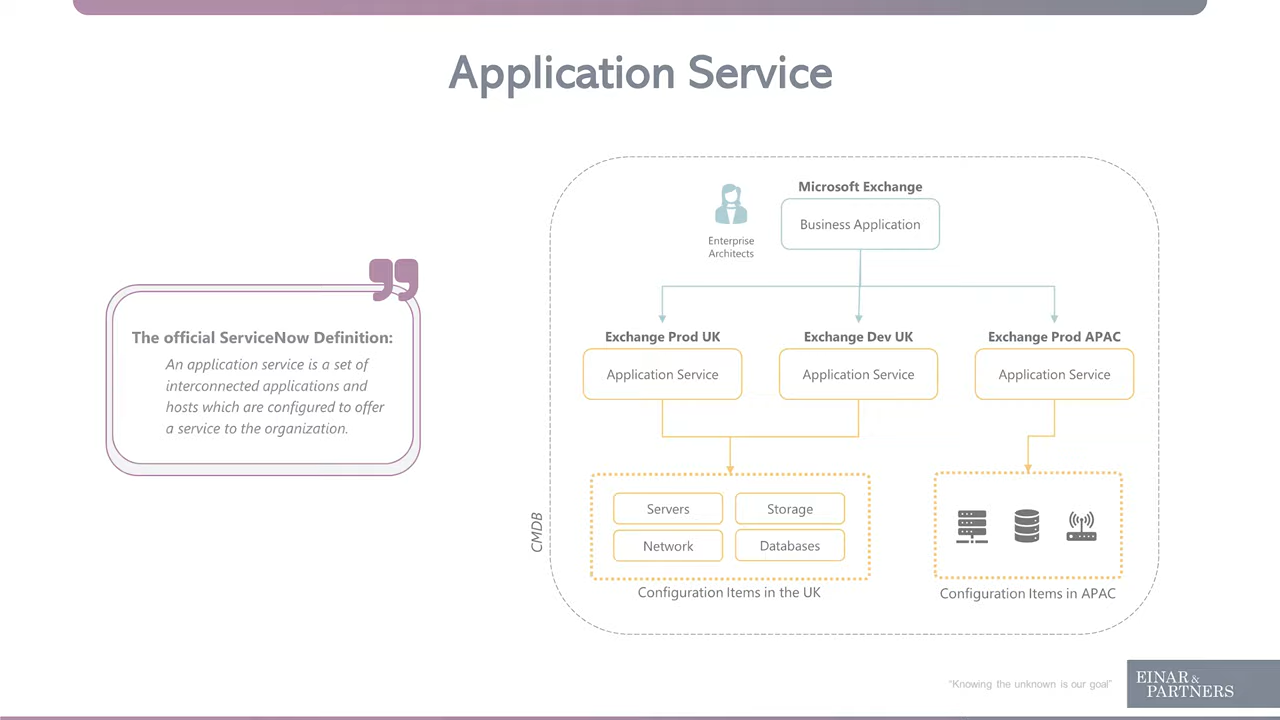 Application Service
The official ServiceNow Definition:
An application service is a set of
interconnected applications and
hosts which are configured to offer
a service to the organization.
Microsoft Exchange
Business Application
Enterprise
Architects
Exchange Prod UK
Application Service
Exchange Dev UK
Application Service
Exchange Prod APAC
Application Service
CMDB
Servers
Storage
Network
Databases
Configuration Items in the UK
Configuration Items in APAC
“Knowing the unknown is our goal”
EINAR &
PARTNERS